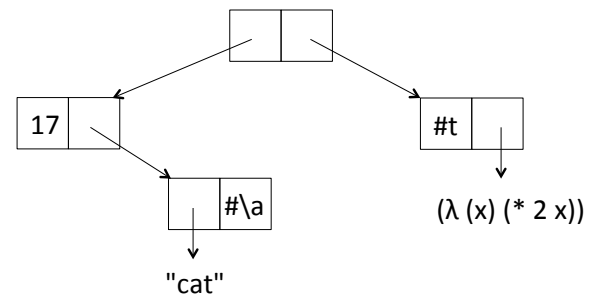 17
#t
#\a
(λ (x) (* 2 x))
"cat"